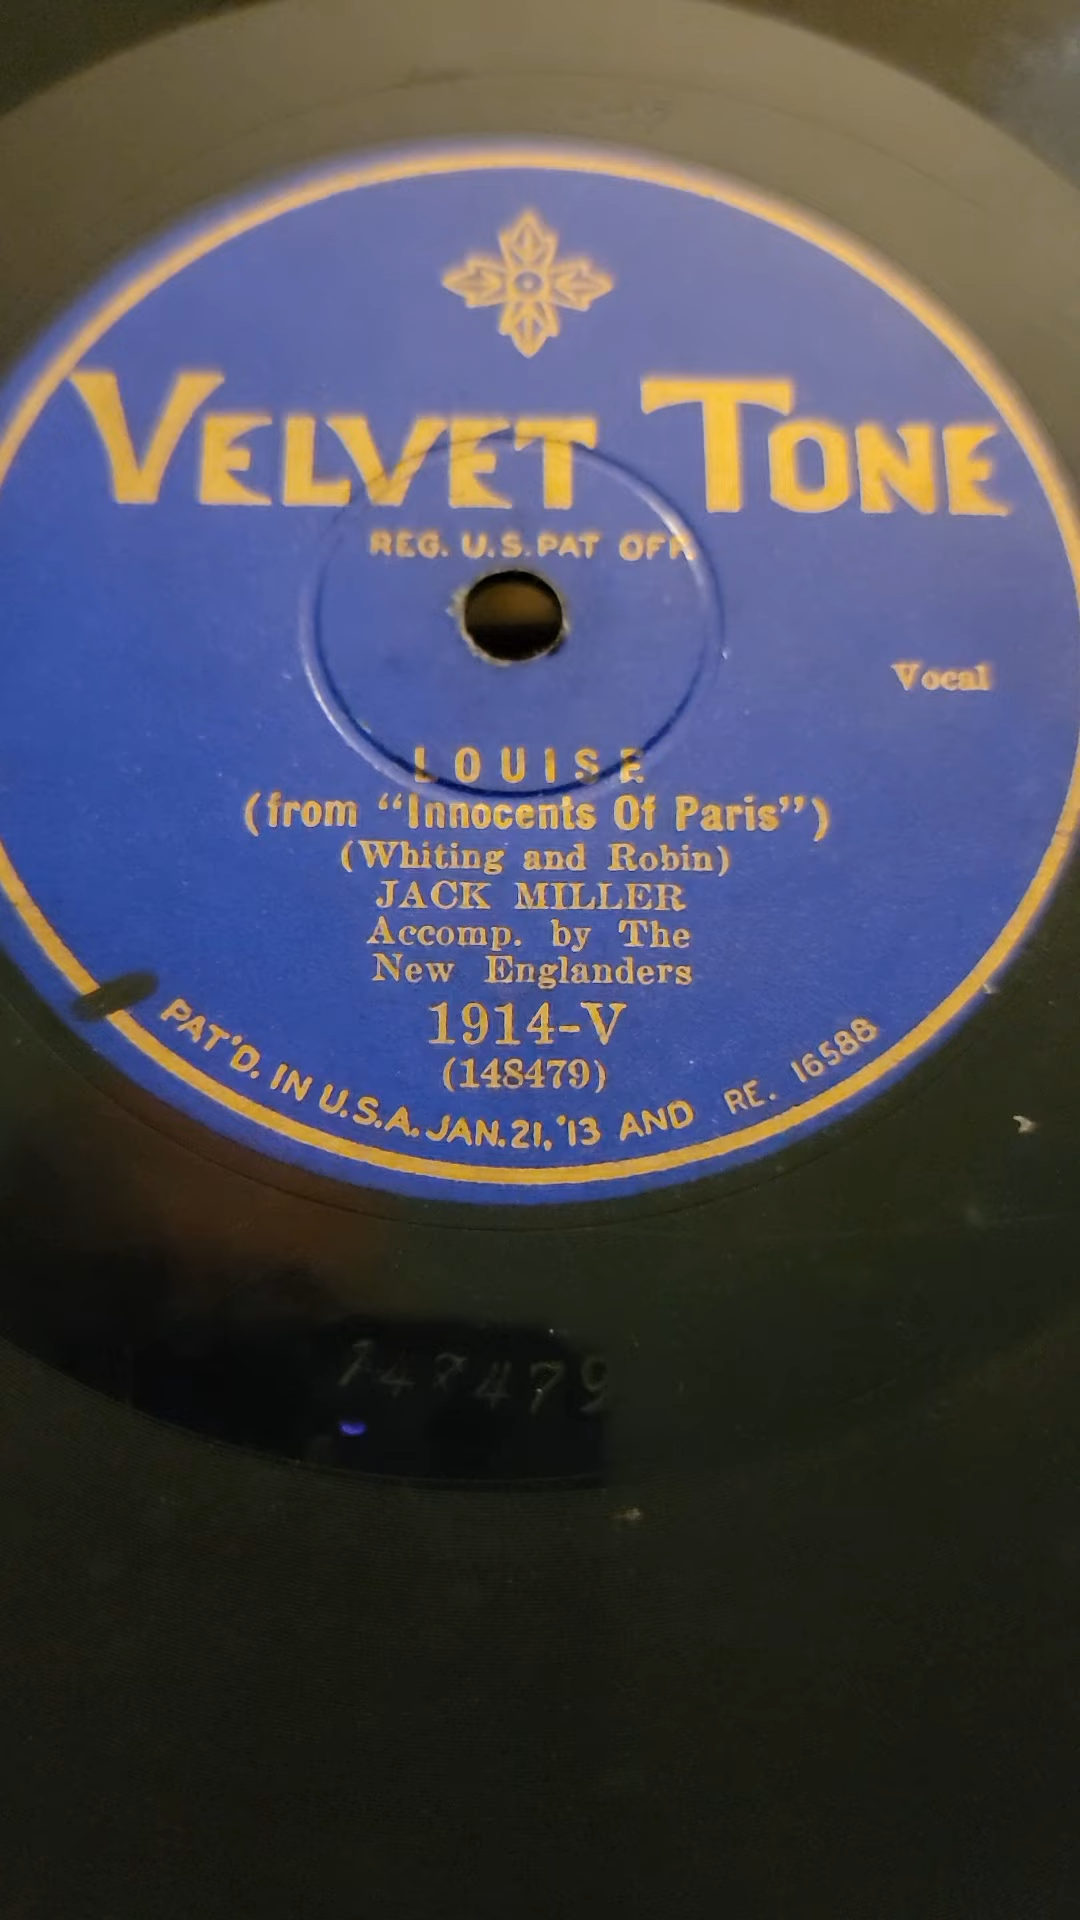 VELVET TONE
REG. U.S. PAT OFF
Vocal
LOUISE
(from "Innocents Of Paris")
(Whiting and Robin)
JACK MILLER
Accomp. by The
New Englanders
1914-V
(148479)
PAT'D. IN U.S.A. JAN. 21, '13 AND RE. 16588